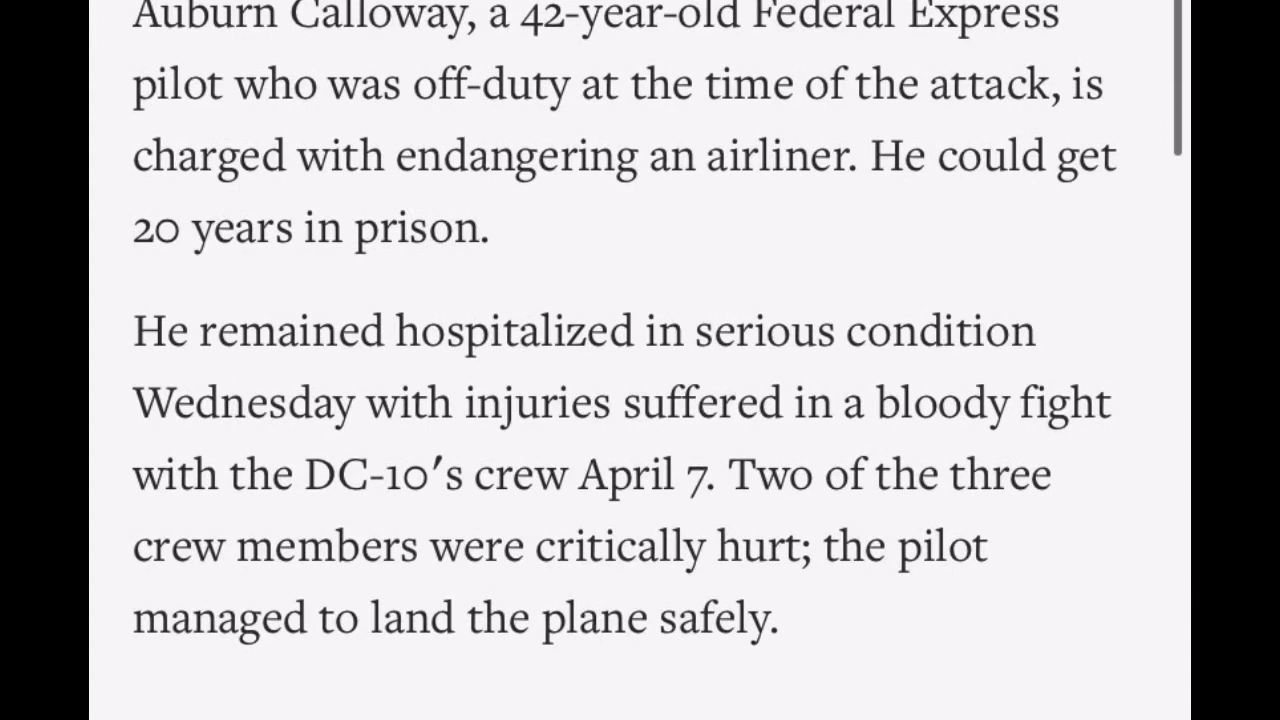 Auburn Calloway, a 42-year-old Federal Express
pilot who was off-duty at the time of the attack, is
charged with endangering an airliner. He could get
20 years in prison.
He remained hospitalized in serious condition
Wednesday with injuries suffered in a bloody fight
with the DC-10′s crew April 7. Two of the three
crew members were critically hurt; the pilot
managed to land the plane safely.